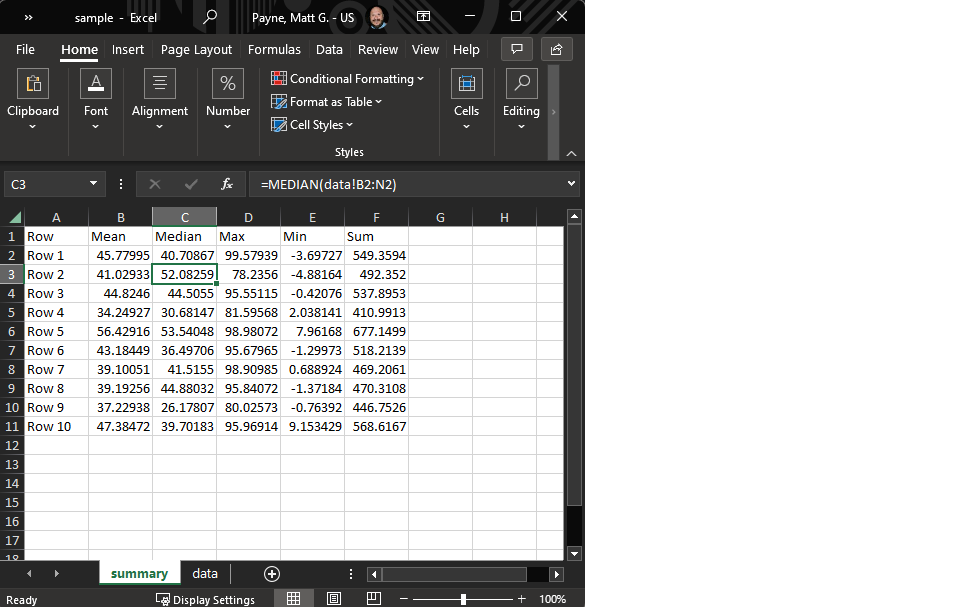 » sample - Excel Payne, Matt G. - US
File Home Insert Page Layout Formulas Data Review View Help
Clipboard Font Alignment Number Conditional Formatting Format as Table Cell Styles Cells Editing
Styles
C3 fx =MEDIAN(data!B2:N2)
A B C D E F G H
1 Row Mean Median Max Min Sum
2 Row 1 45.77995 40.70867 99.57939 -3.69727 549.3594
3 Row 2 41.02933 52.08259 78.2356 -4.88164 492.352
4 Row 3 44.8246 44.5055 95.55115 -0.42076 537.8953
5 Row 4 34.24927 30.68147 81.59568 2.038141 410.9913
6 Row 5 56.42916 53.54048 98.98072 7.96168 677.1499
7 Row 6 43.18449 36.49706 95.67965 -1.29973 518.2139
8 Row 7 39.10051 41.5155 98.90985 0.688924 469.2061
9 Row 8 39.19256 44.88032 95.84072 -1.37184 470.3108
10 Row 9 37.22938 26.17807 80.02573 -0.76392 446.7526
11 Row 10 47.38472 39.70183 95.96914 9.153429 568.6167
12
13
14
15
16
17
18
summary data
Ready Display Settings 100%